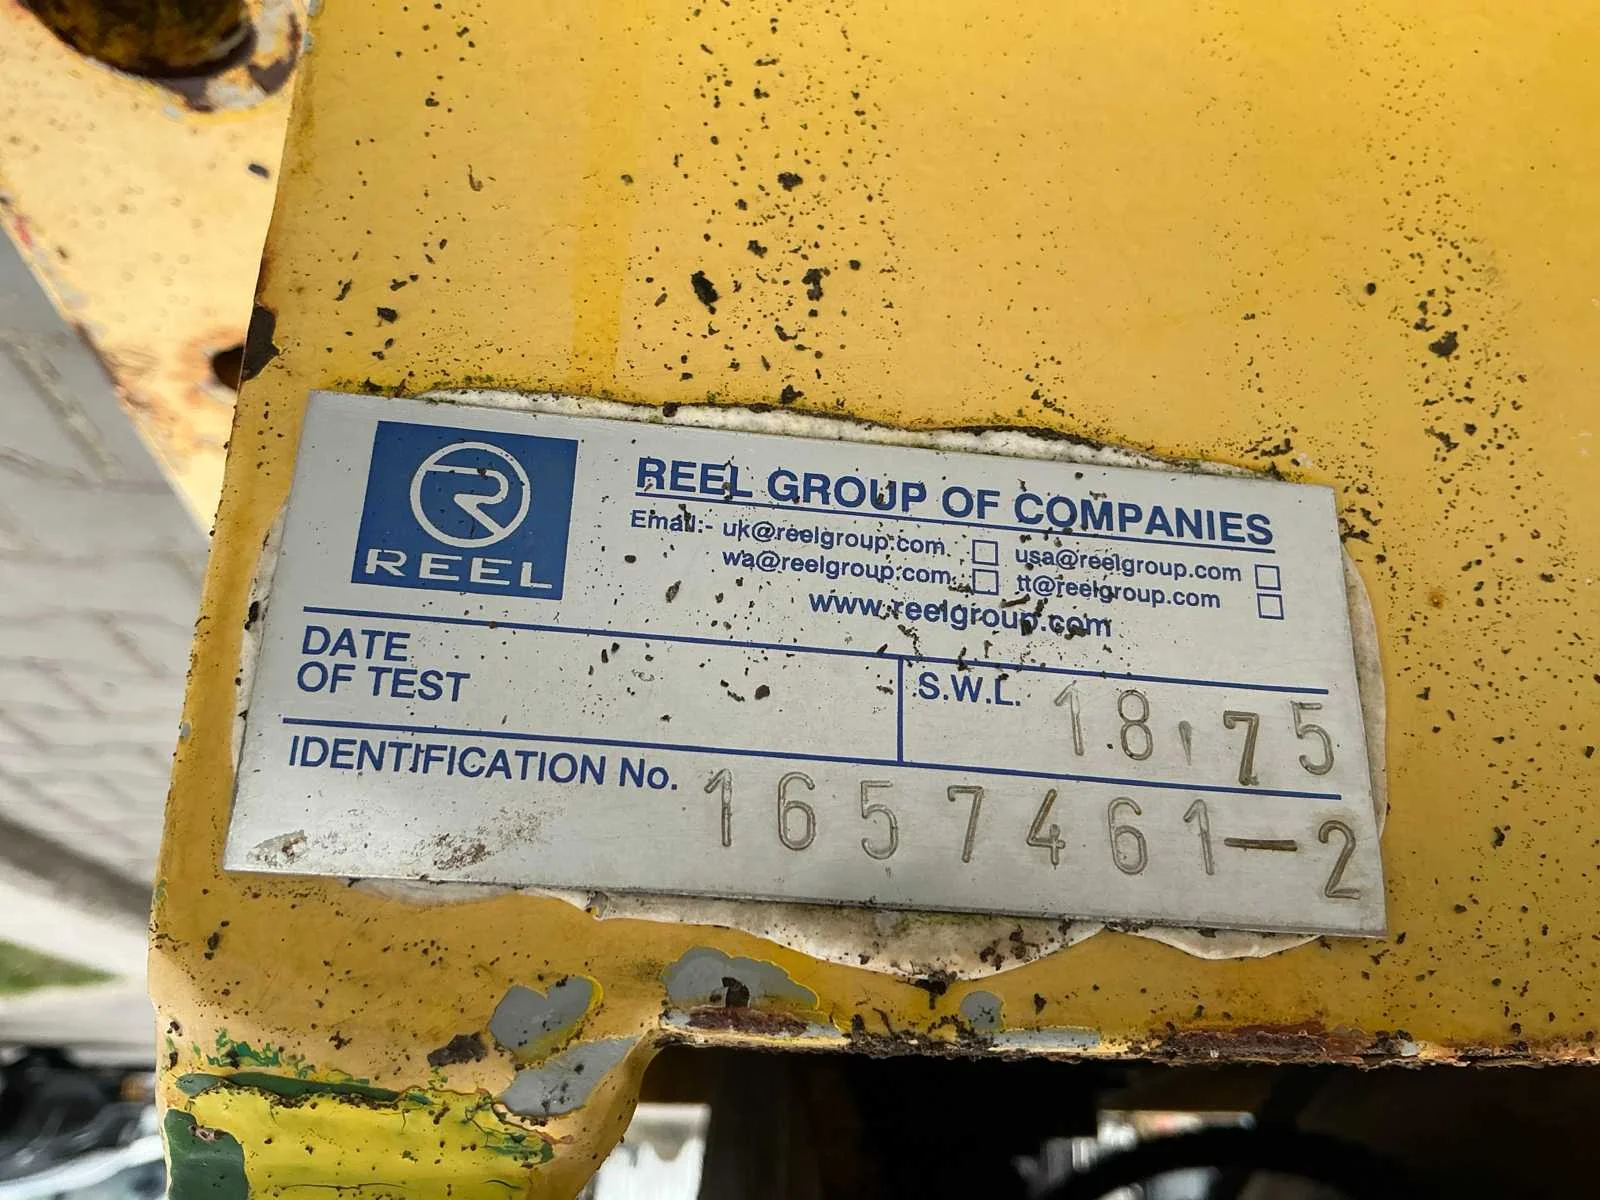 REEL
REEL GROUP OF COMPANIES
Email:- uk@reelgroup.com usa@reelgroup.com
wa@reelgroup.com tt@reelgroup.com
www.reelgroup.com
DATE
OF TEST
S.W.L. 18.75
IDENTIFICATION No. 1657461-2